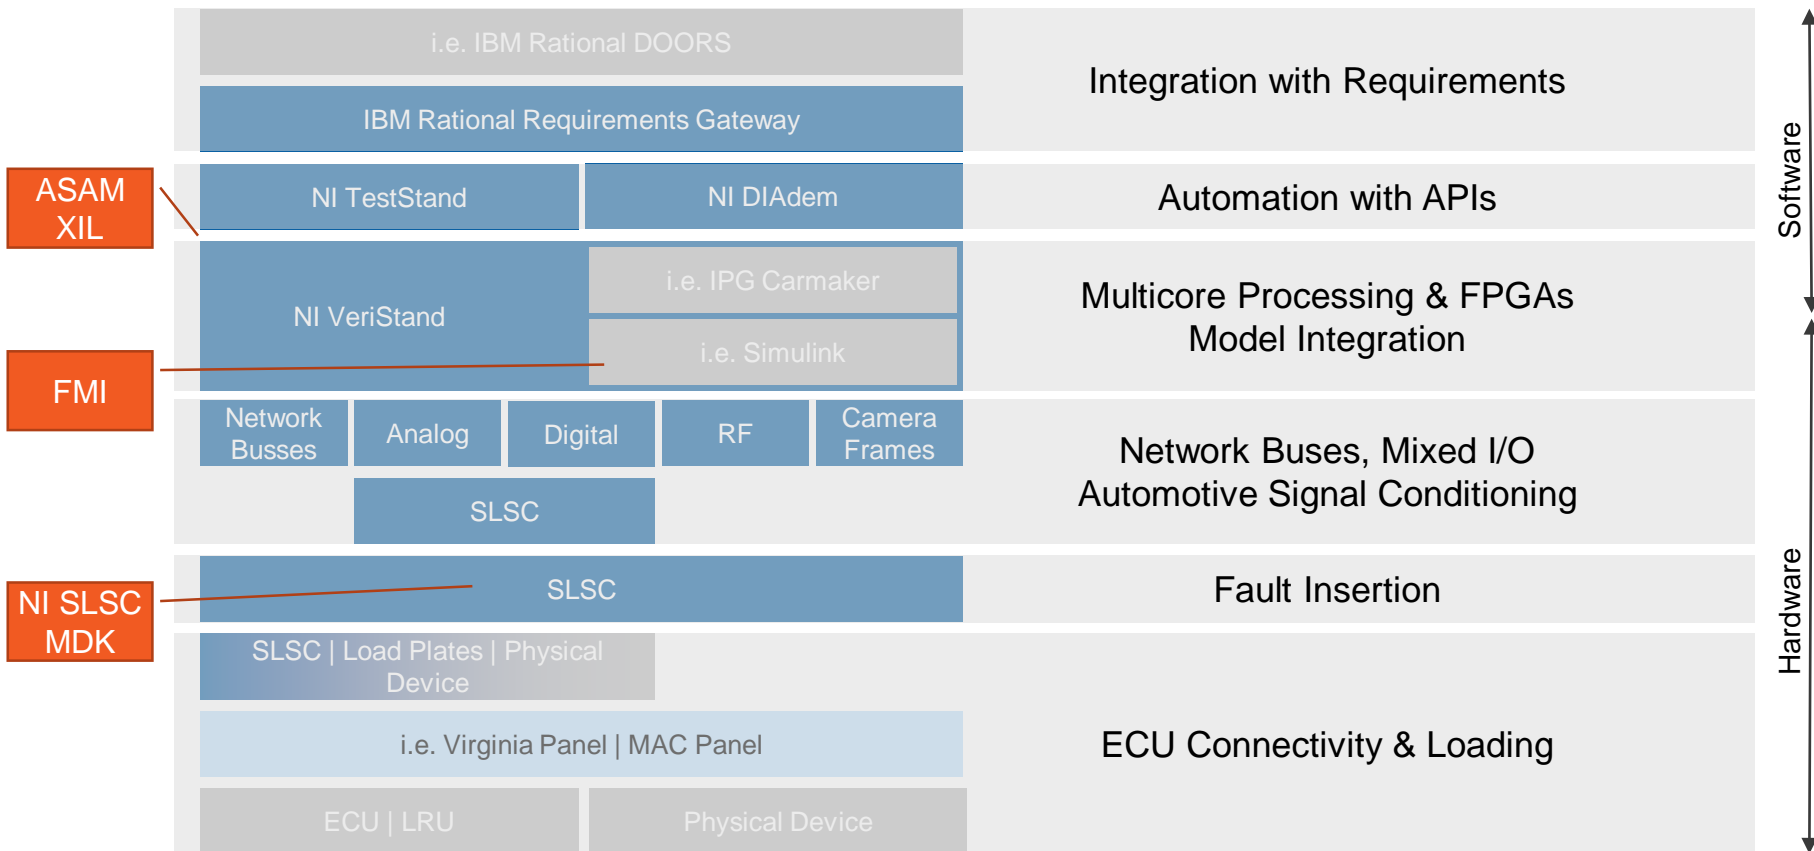 i.e. IBM Rational DOORS
IBM Rational Requirements Gateway
Integration with Requirements
ASAM
XIL
NI TestStand
NI DIAdem
Automation with APIs
Software
NI VeriStand
i.e. IPG Carmaker
i.e. Simulink
Multicore Processing & FPGAs
Model Integration
FMI
Network
Busses
Analog
Digital
RF
Camera
Frames
SLSC
Network Buses, Mixed I/O
Automotive Signal Conditioning
NI SLSC
MDK
SLSC
Fault Insertion
Hardware
SLSC | Load Plates | Physical
Device
i.e. Virginia Panel | MAC Panel
ECU | LRU
Physical Device
ECU Connectivity & Loading